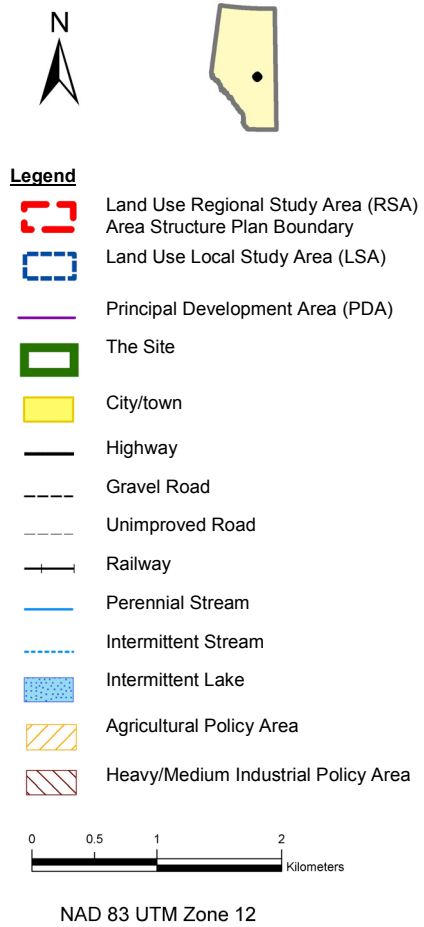 N
Legend
Land Use Regional Study Area (RSA)
Area Structure Plan Boundary
Land Use Local Study Area (LSA)
Principal Development Area (PDA)
The Site
City/town
Highway
Gravel Road
Unimproved Road
Railway
Perennial Stream
Intermittent Stream
Intermittent Lake
Agricultural Policy Area
Heavy/Medium Industrial Policy Area
0 0.5 1 2
Kilometers
NAD 83 UTM Zone 12